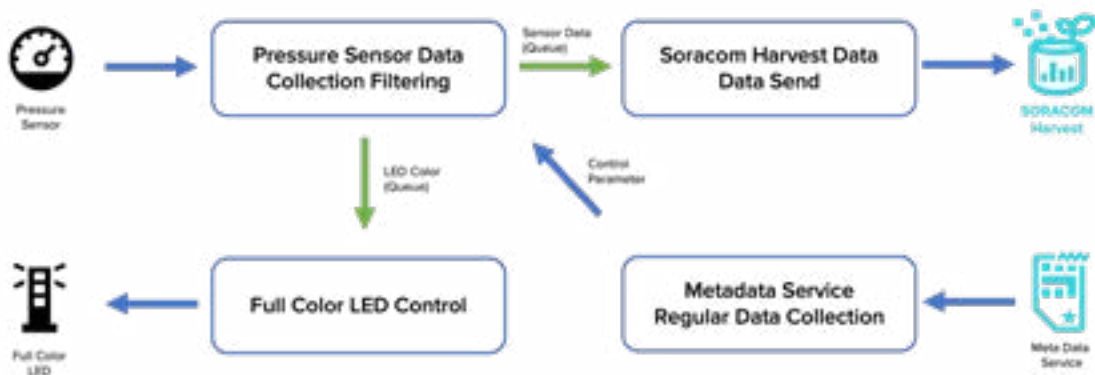 Pressure
Sensor
Pressure Sensor Data
Collection Filtering
Sensor Data
(Queue)
Soracom Harvest Data
Data Send
SORACOM
Harvest
LED Color
(Queue)
Control
Parameter
Full Color
LED
Full Color LED Control
Metadata Service
Regular Data Collection
Meta Data
Service